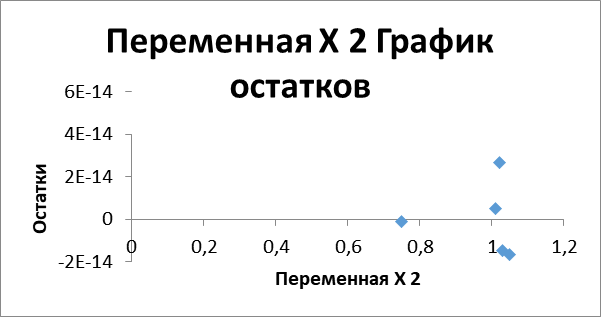 Переменная X 2 График
остатков
6E-14
4E-14
2E-14
0
-2E-14
0 0,2 0,4 0,6 0,8 1 1,2
Остатки
Переменная X 2